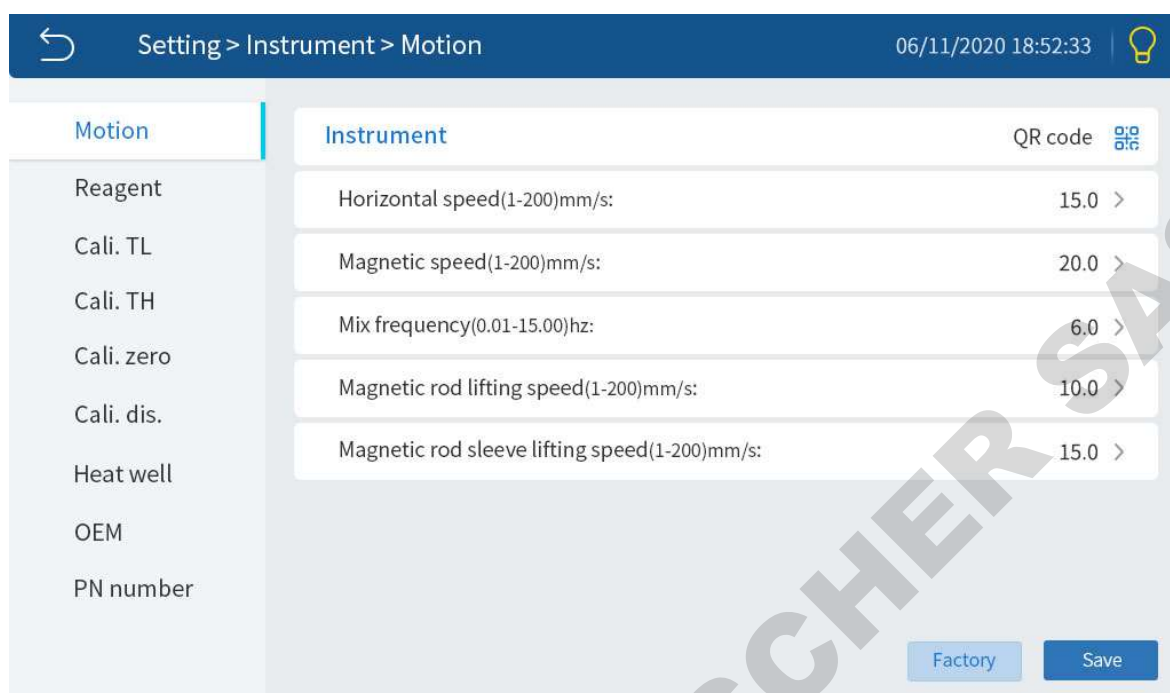 Setting > Instrument > Motion 06/11/2020 18:52:33
Motion
Reagent
Cali. TL
Cali. TH
Cali. zero
Cali. dis.
Heat well
OEM
PN number
Instrument QR code
Horizontal speed(1-200)mm/s: 15.0 >
Magnetic speed(1-200)mm/s: 20.0 >
Mix frequency(0.01-15.00)hz: 6.0 >
Magnetic rod lifting speed(1-200)mm/s: 10.0 >
Magnetic rod sleeve lifting speed(1-200)mm/s: 15.0 >
Factory Save
SCHER SA